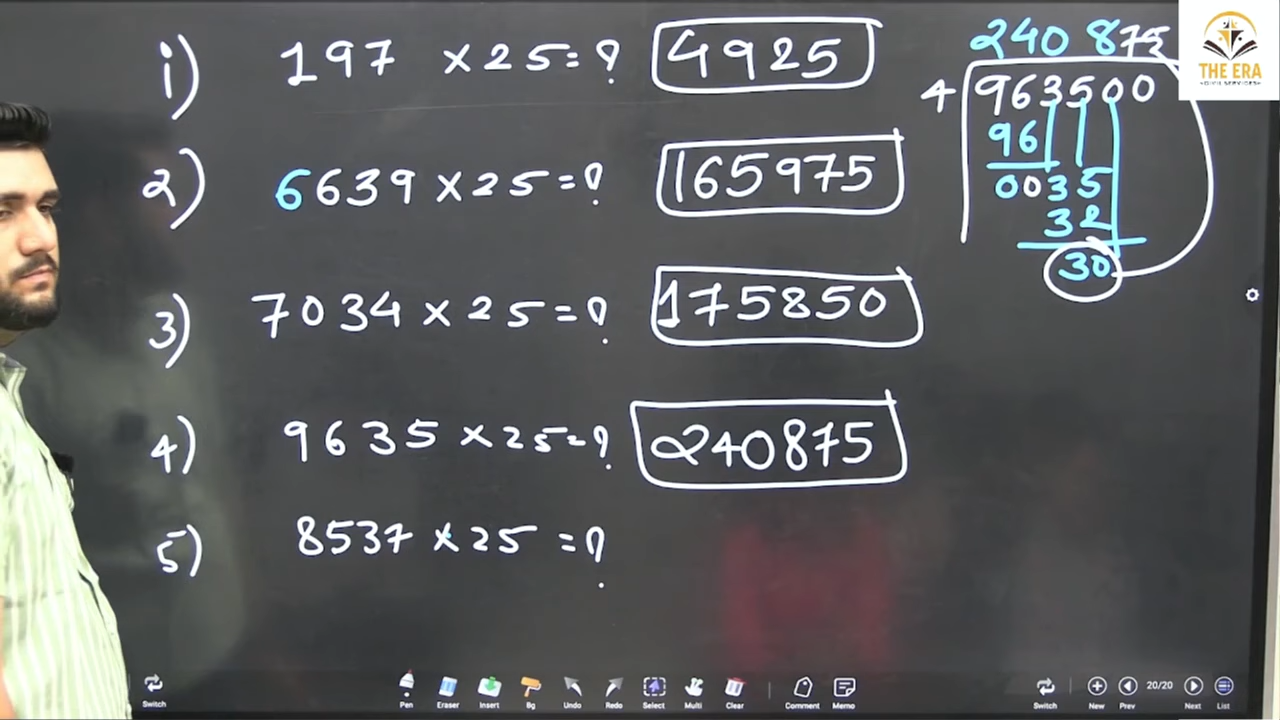 i) 197 ×25=? 4925
2) 6639 ×25=? 165975
3) 7034 ×25=? 175850
4) 9635 ×25=? 240875
5) 8537 ×25 =?
240 875
4 963500
96
0035
32
30
THE ERA
Switch
Pen Eraser Insert Bg Undo Redo Select Multi Clear Comment Memo
Switch New Prev 20/20 Next List